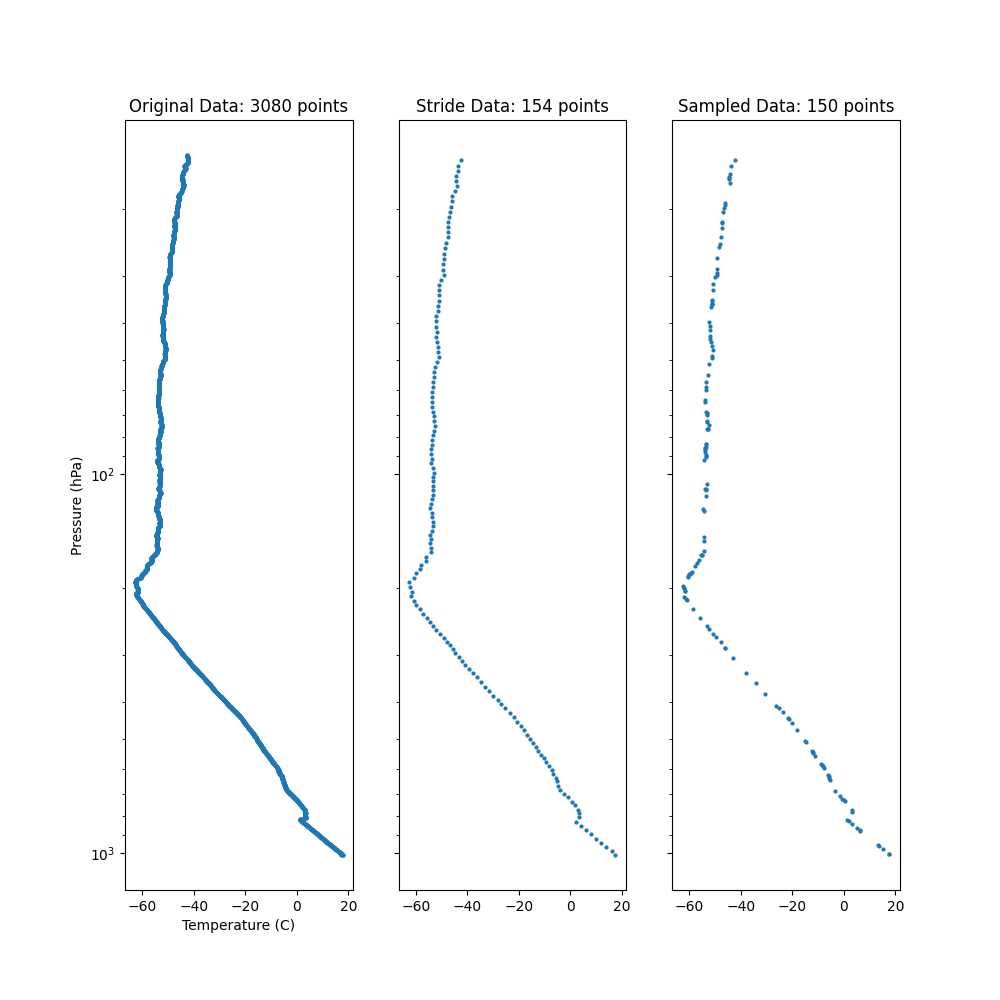 Original Data: 3080 points
Stride Data: 154 points
Sampled Data: 150 points
Pressure (hPa)
10²
10³
−60 −40 −20 0 20
−60 −40 −20 0 20
−60 −40 −20 0 20
Temperature (C)